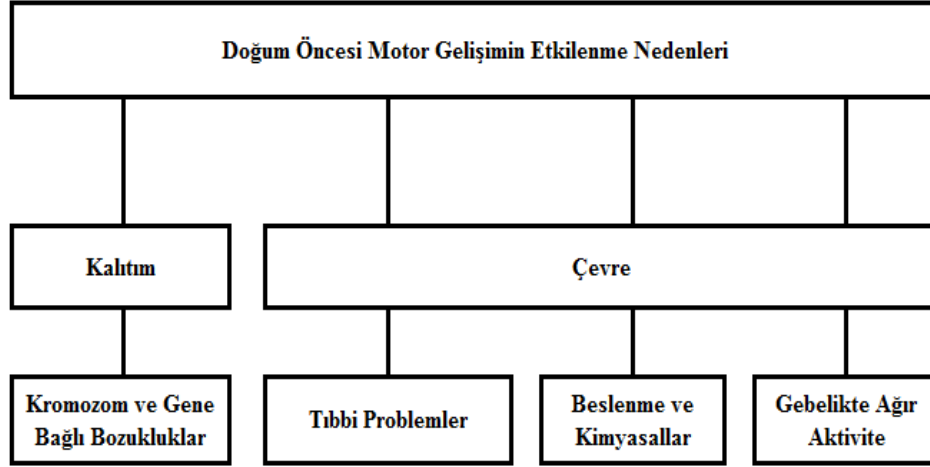 Doğum Öncesi Motor Gelişimin Etkilenme Nedenleri
Kalıtım
Çevre
Kromozom ve Gene
Bağlı Bozukluklar
Tıbbi Problemler
Beslenme ve
Kimyasallar
Gebelikte Ağır
Aktivite